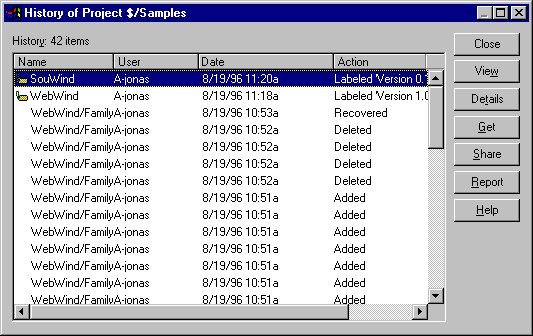 History of Project $/Samples
History: 42 items
Name User Date Action
SouWind A-jonas 8/19/96 11:20a Labeled 'Version 0.
WebWind A-jonas 8/19/96 11:18a Labeled 'Version 1.0
WebWind/Family A-jonas 8/19/96 10:53a Recovered
WebWind/Family A-jonas 8/19/96 10:52a Deleted
WebWind/Family A-jonas 8/19/96 10:52a Deleted
WebWind/Family A-jonas 8/19/96 10:52a Deleted
WebWind/Family A-jonas 8/19/96 10:52a Deleted
WebWind/Family A-jonas 8/19/96 10:51a Added
WebWind/Family A-jonas 8/19/96 10:51a Added
WebWind/Family A-jonas 8/19/96 10:51a Added
WebWind/Family A-jonas 8/19/96 10:51a Added
WebWind/Family A-jonas 8/19/96 10:51a Added
WebWind/Family A-jonas 8/19/96 10:51a Added
WebWind/Family A-jonas 8/19/96 10:51a Added
Close
View
Details
Get
Share
Report
Help